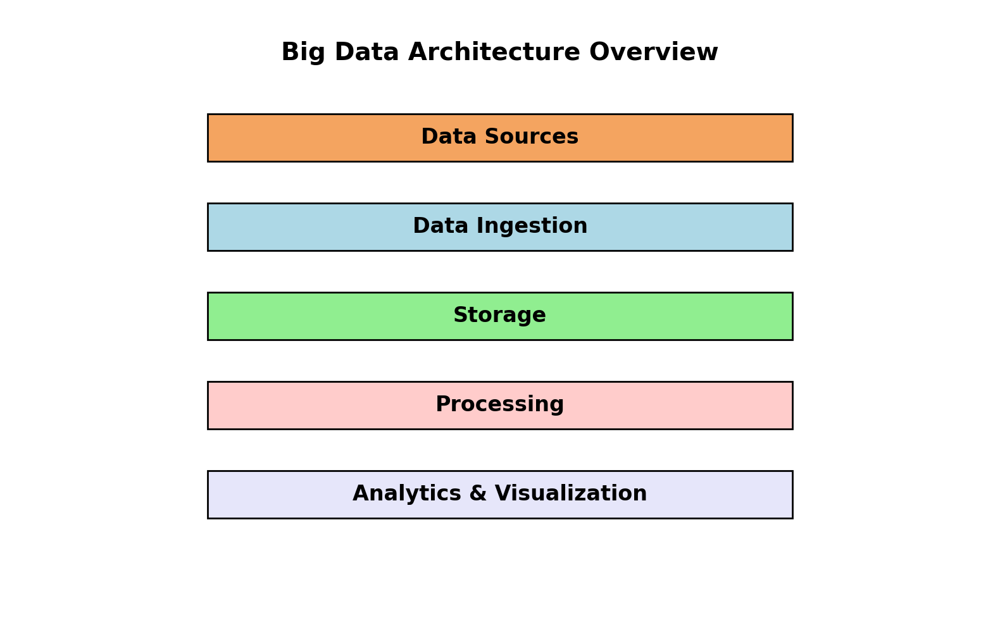 Big Data Architecture Overview
Data Sources
Data Ingestion
Storage
Processing
Analytics & Visualization